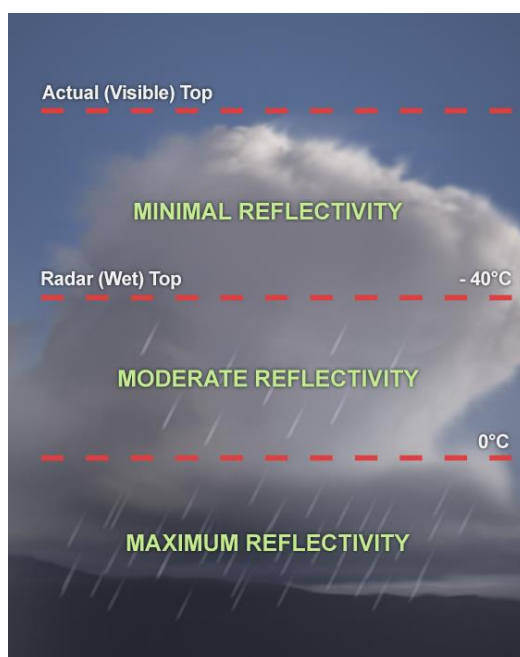 Actual (Visible) Top
MINIMAL REFLECTIVITY
Radar (Wet) Top - 40°C
MODERATE REFLECTIVITY
0°C
MAXIMUM REFLECTIVITY